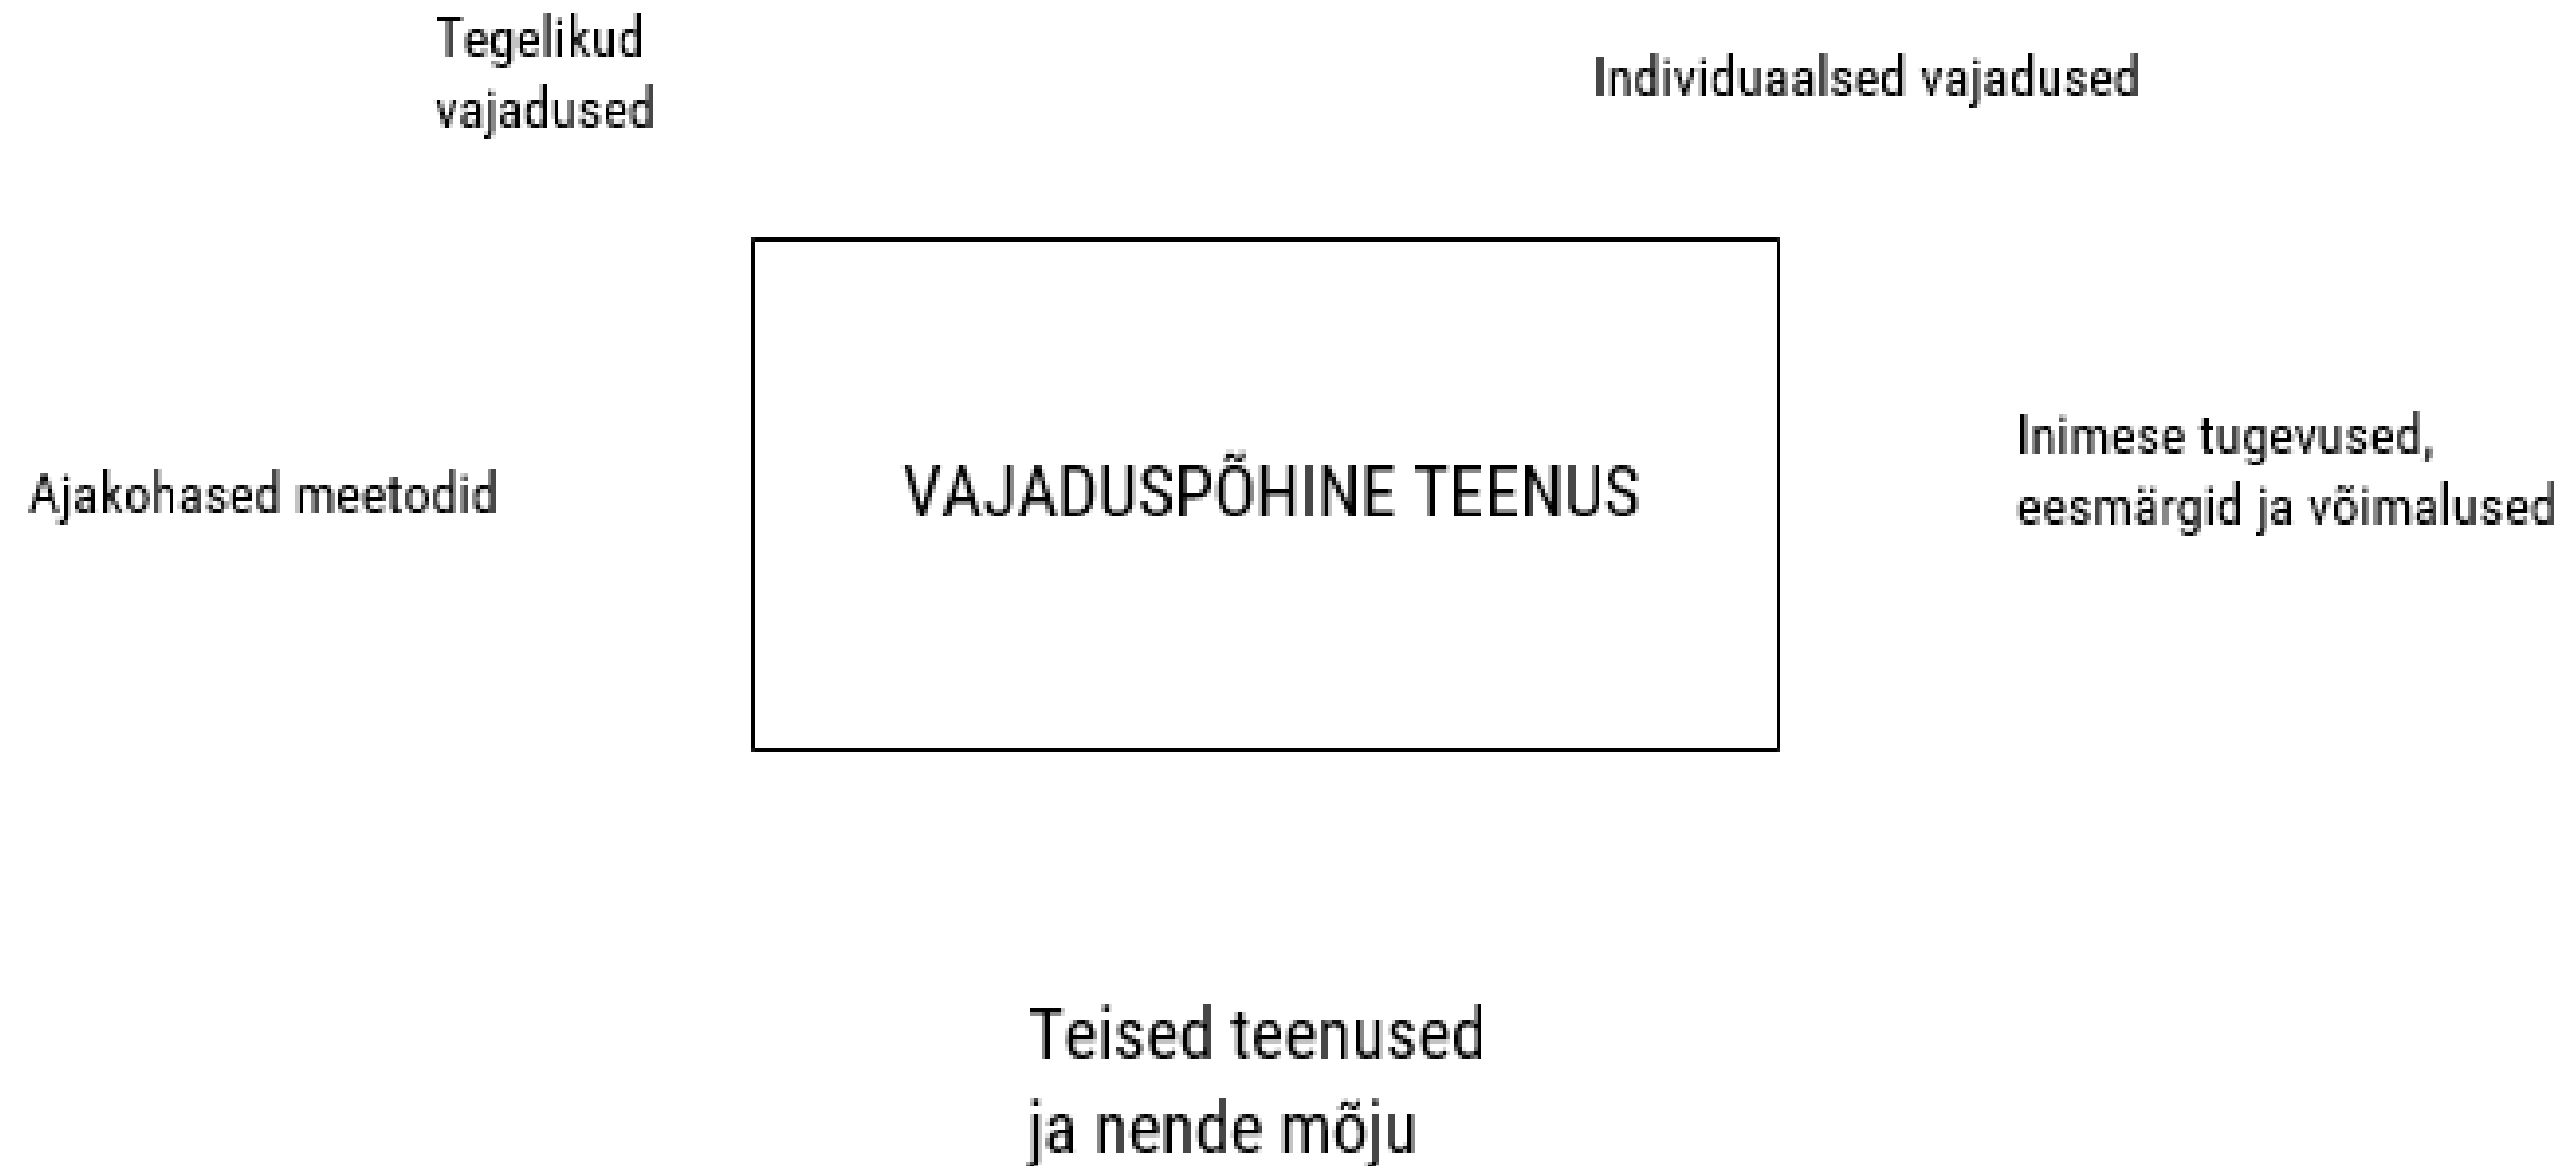 Tegelikud
vajadused
Individuaalsed vajadused
Ajakohased meetodid
VAJADUSPÕHINE TEENUS
Inimese tugevused,
eesmärgid ja võimalused
Teised teenused
ja nende mõju